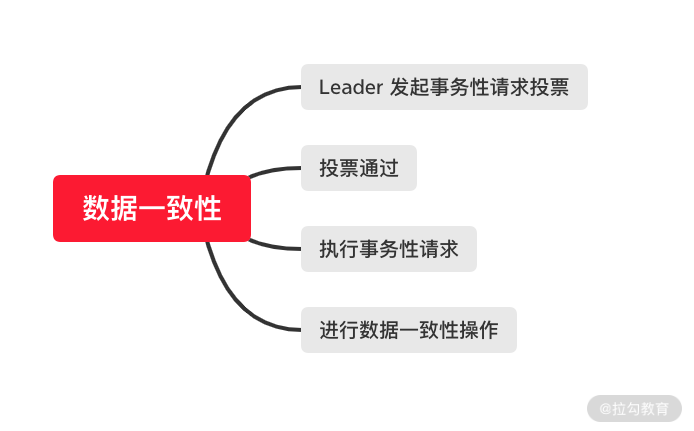 Leader 发起事务性请求投票
投票通过
数据一致性
执行事务性请求
进行数据一致性操作
@拉勾教育